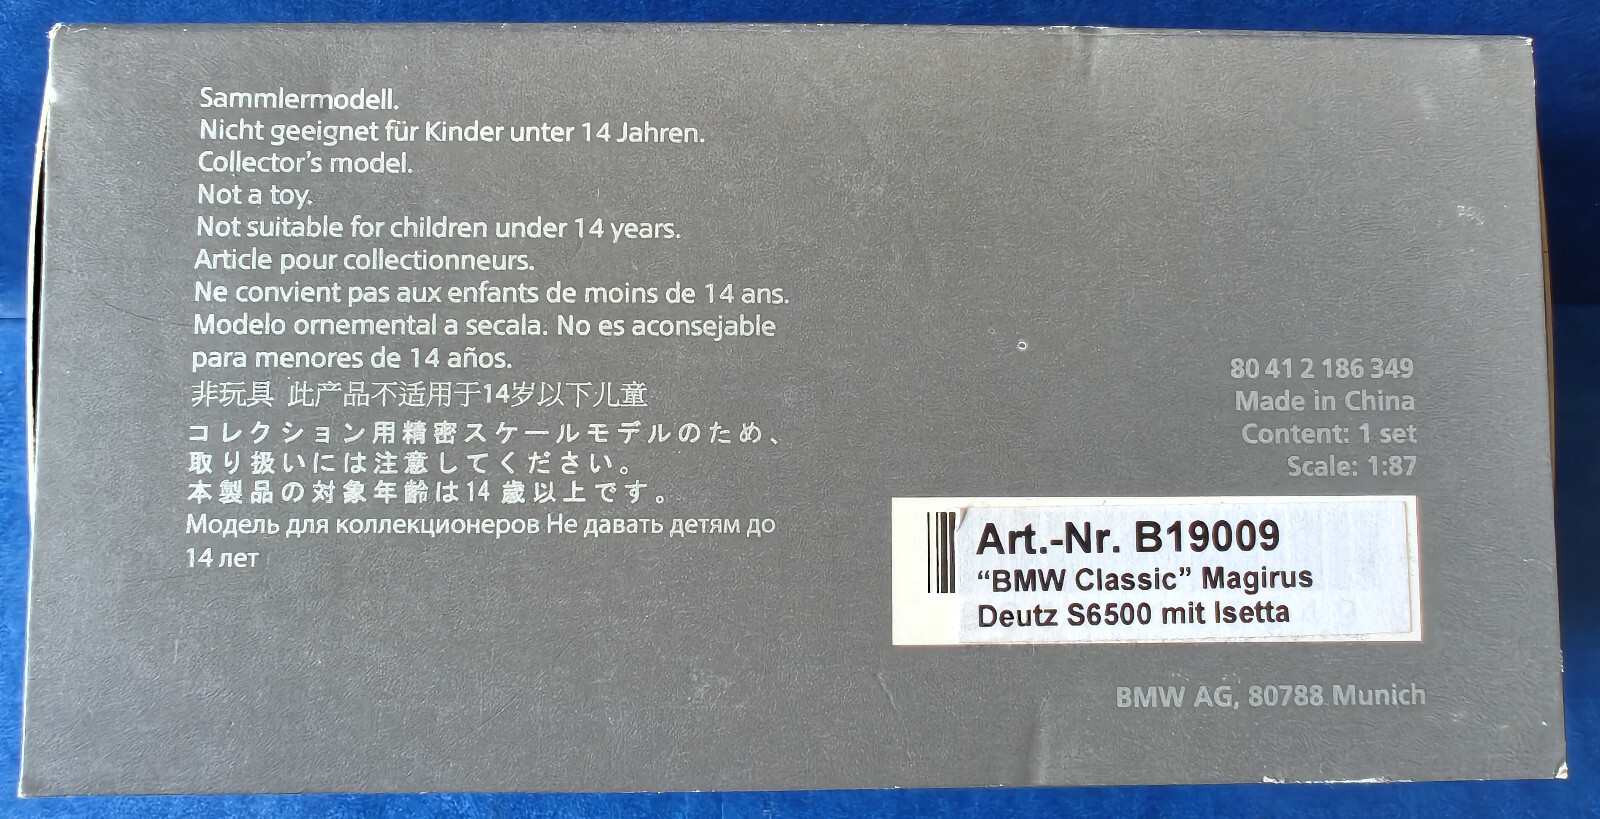 Sammlermodell.
Nicht geeignet für Kinder unter 14 Jahren.
Collector's model.
Not a toy.
Not suitable for children under 14 years.
Article pour collectionneurs.
Ne convient pas aux enfants de moins de 14 ans.
Modelo ornemental a secala. No es aconsejable
para menores de 14 años.
非玩具 此产品不适用于14岁以下儿童
コレクション用精密スケールモデルのため、
取り扱いには注意してください。
本製品の対象年齢は14歳以上です。
Модель для коллекционеров Не давать детям до
14 лет
80 41 2 186 349
Made in China
Content: 1 set
Scale: 1:87
Art.-Nr. B19009
“BMW Classic” Magirus
Deutz S6500 mit Isetta
BMW AG, 80788 Munich